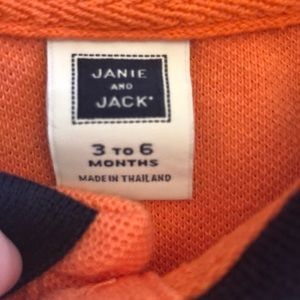 JANIE
AND
JACK
3 TO 6
MONTHS
MADE IN THAILAND